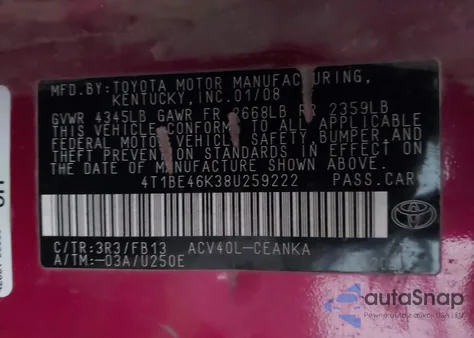 MFD.BY:TOYOTA MOTOR MANUFACTURING,
KENTUCKY, INC. 01/08
GVWR 4345LB GAWR FR 2668LB RR 2359LB
THIS VEHICLE CONFORMS TO ALL APPLICABLE
FEDERAL MOTOR VEHICLE SAFETY, BUMPER AND
THEFT PREVENTION STANDARDS IN EFFECT ON
THE DATE OF MANUFACTURE SHOWN ABOVE.
4T1BE46K38U259222 PASS.CAR
C/TR:3R3/FB13 ACV40L-CEANKA
A/TM:-03A/U250E
TOYOTA
autoSnap